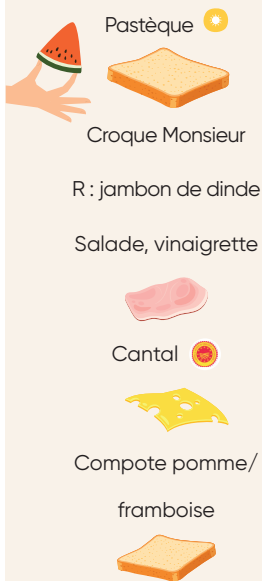 Pastèque
Croque Monsieur
R : jambon de dinde
Salade, vinaigrette
Cantal
Compote pomme/
framboise